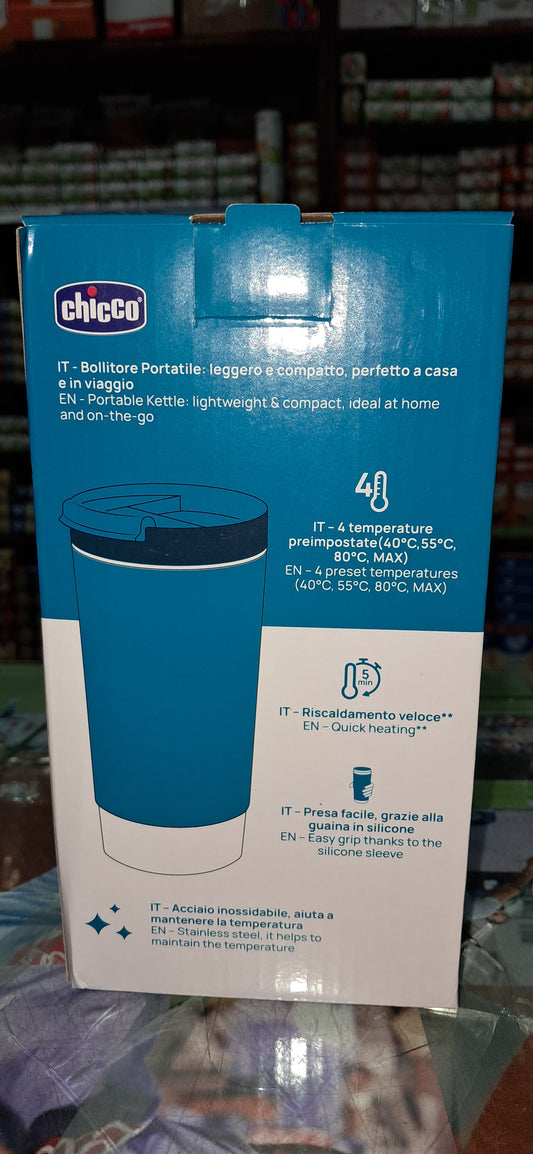 chicco
IT - Bollitore Portatile: leggero e compatto, perfetto a casa
e in viaggio
EN - Portable Kettle: lightweight & compact, ideal at home
and on-the-go
4
IT – 4 temperature
preimpostate(40°C,55°C,
80°C, MAX)
EN – 4 preset temperatures
(40°C, 55°C, 80°C, MAX)
5
min
IT – Riscaldamento veloce**
EN – Quick heating**
IT – Presa facile, grazie alla
guaina in silicone
EN – Easy grip thanks to the
silicone sleeve
IT – Acciaio inossidabile, aiuta a
mantenere la temperatura
EN – Stainless steel, it helps to
maintain the temperature